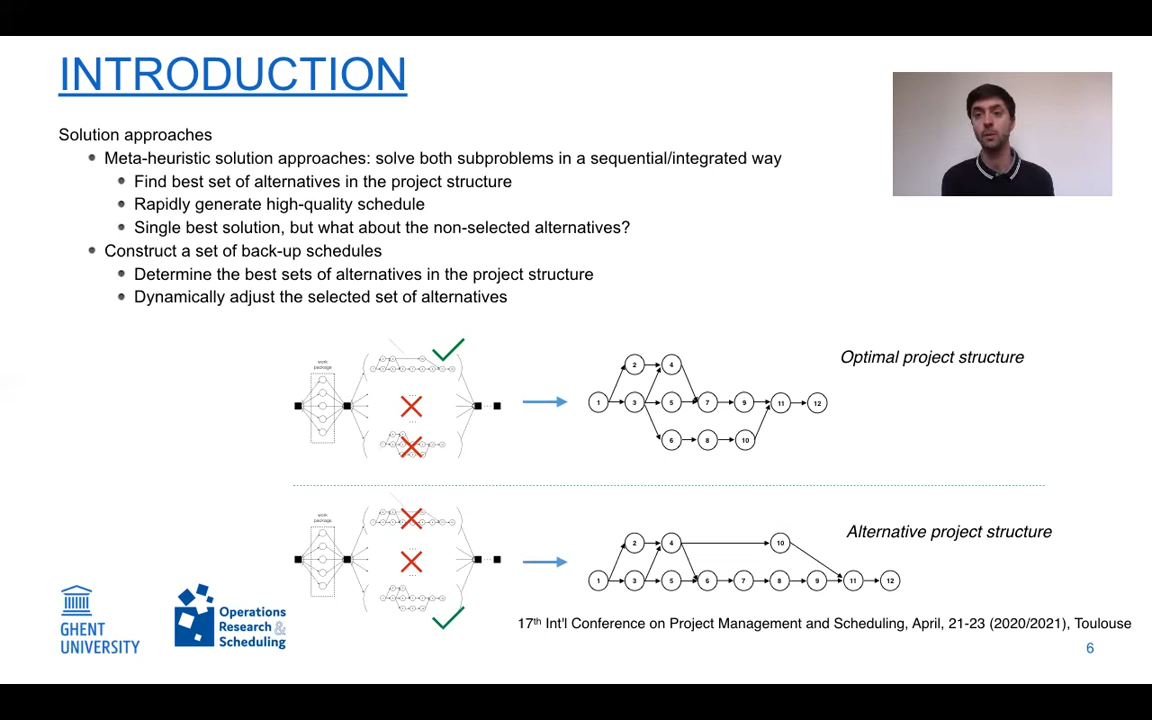 INTRODUCTION
Solution approaches
Meta-heuristic solution approaches: solve both subproblems in a sequential/integrated way
Find best set of alternatives in the project structure
Rapidly generate high-quality schedule
Single best solution, but what about the non-selected alternatives?
Construct a set of back-up schedules
Determine the best sets of alternatives in the project structure
Dynamically adjust the selected set of alternatives
work
package
Optimal project structure
2 4
1 3 5 7 9 11 12
6 8 10
work
package
Alternative project structure
2 4 10
1 3 5 6 7 8 9 11 12
GHENT
UNIVERSITY
Operations
Research &
Scheduling
17th Int'l Conference on Project Management and Scheduling, April, 21-23 (2020/2021), Toulouse
6